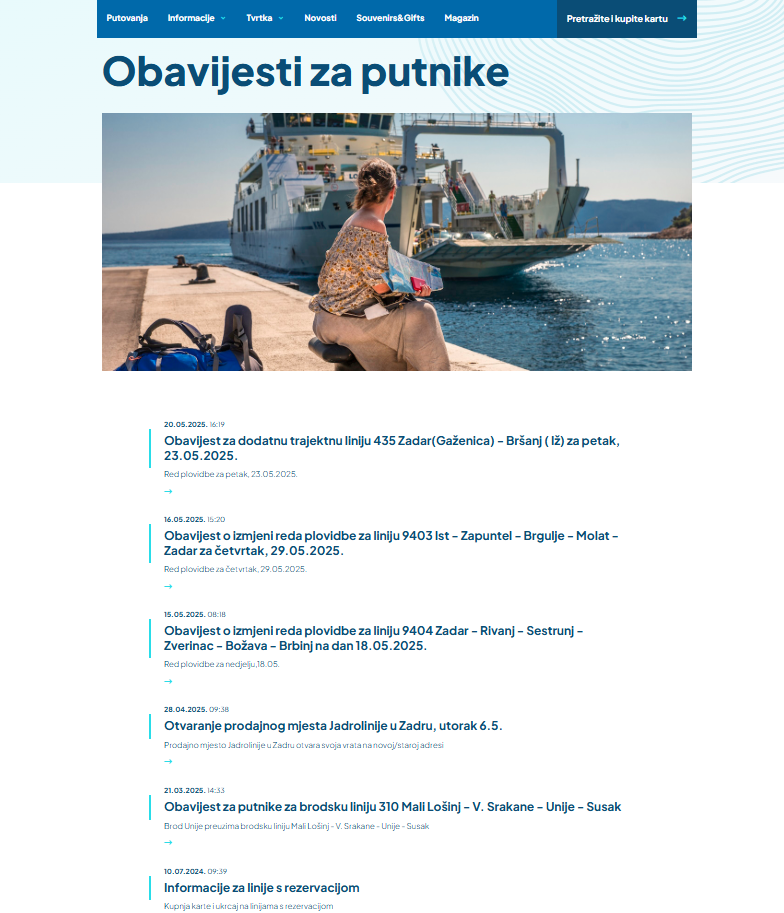 Putovanja Informacije Tvrtka Novosti Souvenirs&Gifts Magazin Pretražite i kupite kartu →
Obavijesti za putnike
20.05.2025. 16:19
Obavijest za dodatnu trajektnu liniju 435 Zadar(Gaženica) - Bršanj ( Iž) za petak,
23.05.2025.
Red plovidbe za petak, 23.05.2025.
→
16.05.2025. 15:20
Obavijest o izmjeni reda plovidbe za liniju 9403 Ist - Zapuntel - Brgulje - Molat -
Zadar za četvrtak, 29.05.2025.
Red plovidbe za četvrtak, 29.05.2025.
→
15.05.2025. 08:18
Obavijest o izmjeni reda plovidbe za liniju 9404 Zadar - Rivanj - Sestrunj -
Zverinac - Božava - Brbinj na dan 18.05.2025.
Red plovidbe za nedjelju,18.05.
→
28.04.2025. 09:38
Otvaranje prodajnog mjesta Jadrolinije u Zadru, utorak 6.5.
Prodajno mjesto Jadrolinije u Zadru otvara svoja vrata na novoj/staroj adresi
→
21.03.2025. 14:33
Obavijest za putnike za brodsku liniju 310 Mali Lošinj - V. Srakane - Unije - Susak
Brod Unije preuzima brodsku liniju Mali Lošinj - V. Srakane - Unije - Susak
→
10.07.2024. 09:39
Informacije za linije s rezervacijom
Kupnja karte i ukrcaj na linijama s rezervacijom